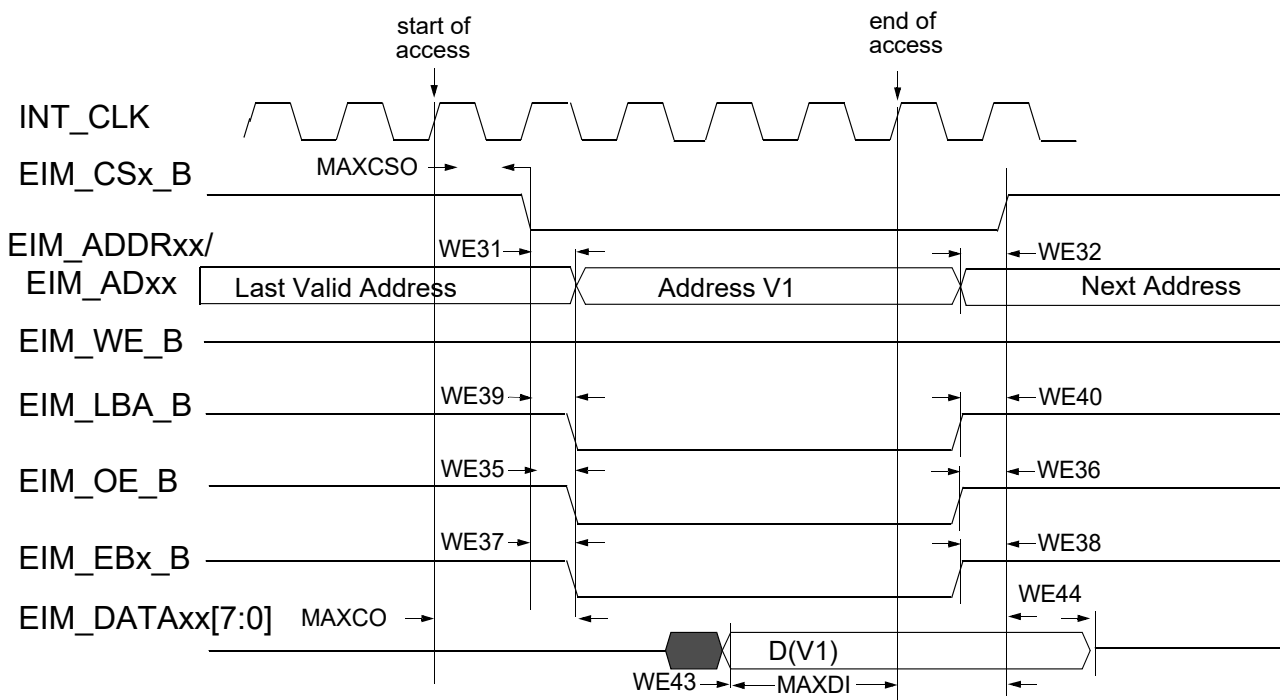 start of
access
end of
access
INT_CLK
EIM_CSx_B
MAXCSO
EIM_ADDRxx/
EIM_ADxx
WE31
WE32
Last Valid Address
Address V1
Next Address
EIM_WE_B
EIM_LBA_B
WE39
WE40
EIM_OE_B
WE35
WE36
EIM_EBx_B
WE37
WE38
EIM_DATAxx[7:0]
MAXCO
WE44
D(V1)
WE43
MAXDI